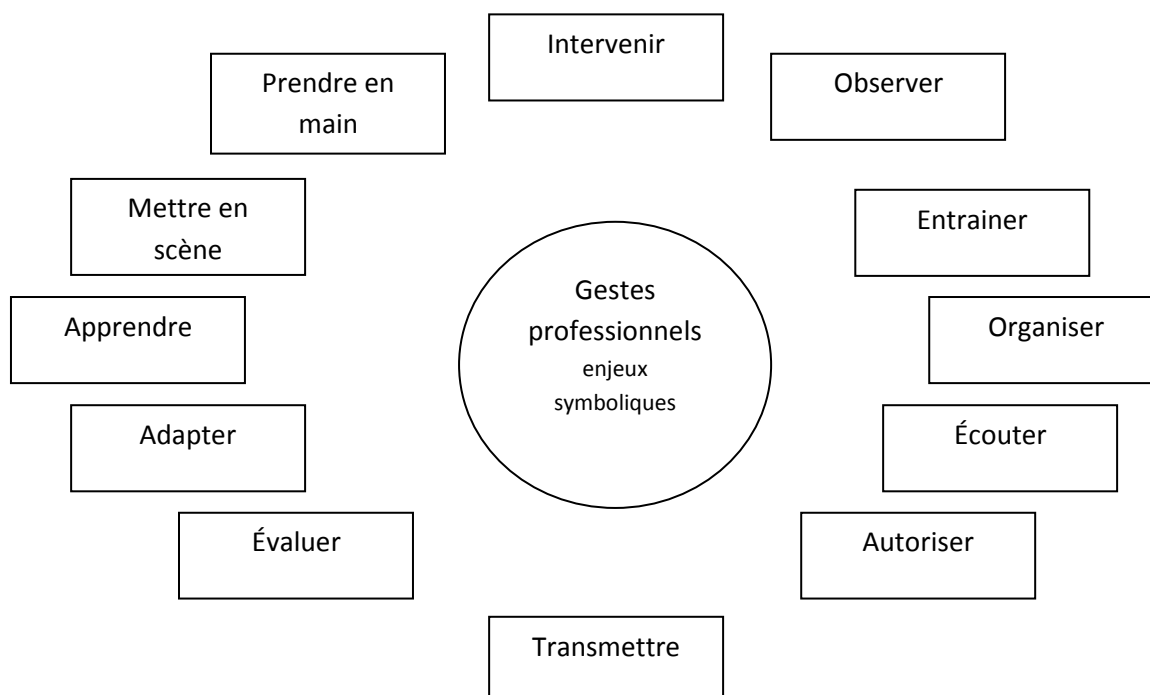 Intervenir
Prendre en
main
Observer
Mettre en
scène
Entrainer
Gestes
professionnels
enjeux
symboliques
Apprendre
Organiser
Adapter
Écouter
Évaluer
Autoriser
Transmettre